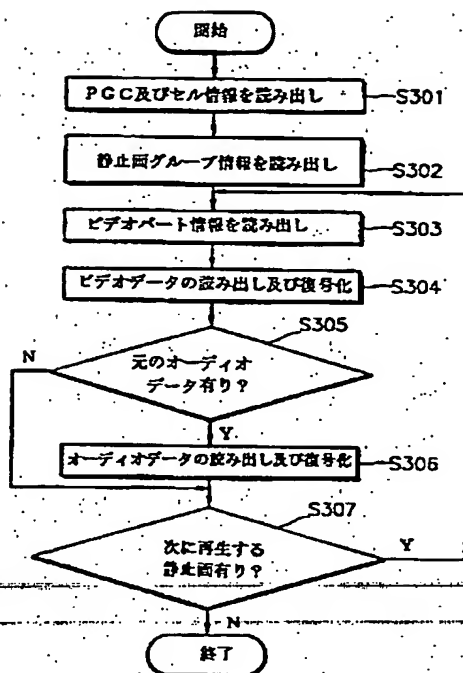 開始
PGC及びセル情報を読み出し
S301
静止画グループ情報を読み出し
S302
ビデオパート情報を読み出し
S303
ビデオデータの読み出し及び復号化
S304
S305
N
元のオーディオ
データ有り?
Y
オーディオデータの読み出し及び復号化
S306
S307
次に再生する
静止画有り?
Y
N
終了